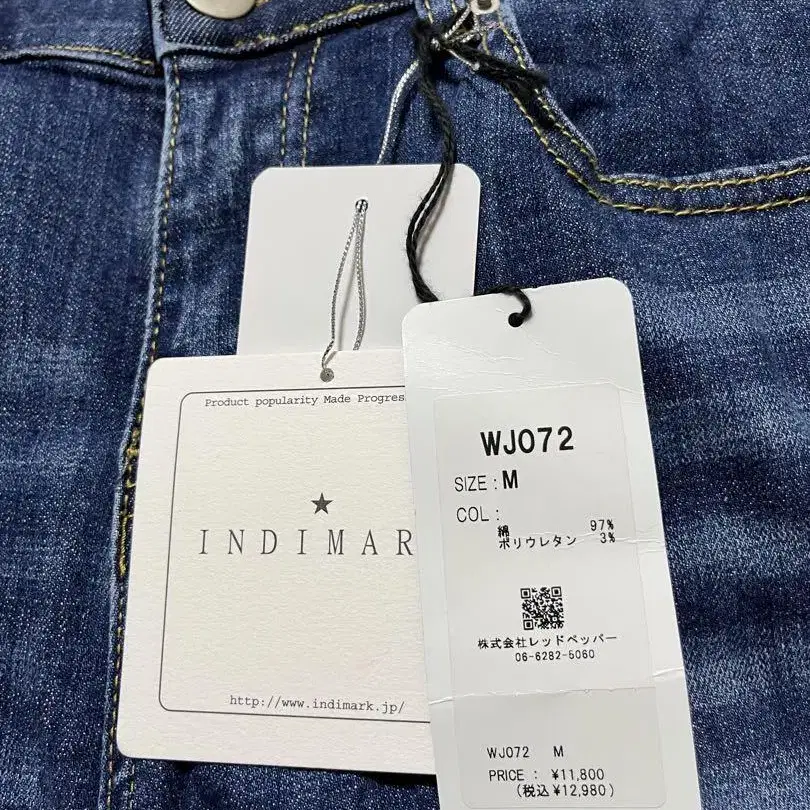 Product popularity Made Progres
★
INDIMAR
http://www.indimark.jp/
WJ072
SIZE : M
COL :
綿 97%
ポリウレタン 3%
株式会社レッドペッパー
06-6282-5060
WJ072 M
PRICE : ¥11,800
(税込¥12,980)